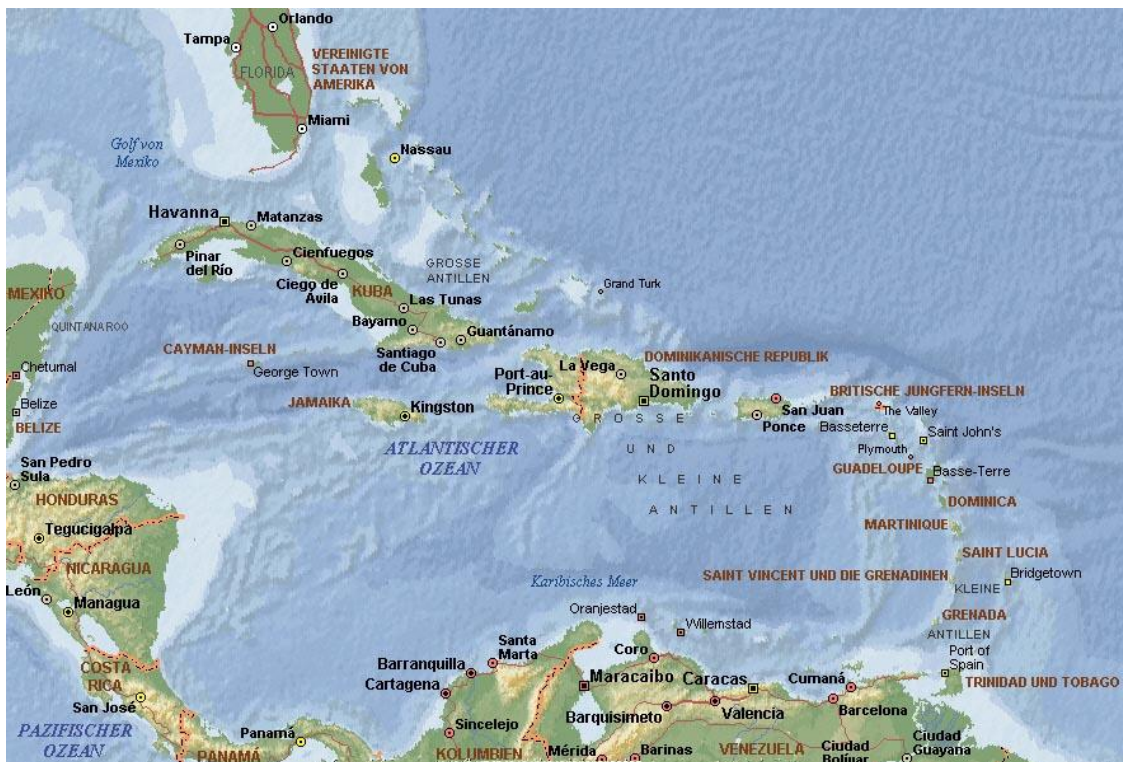 Orlando
Tampa
VEREINIGTE
STAATEN VON
AMERIKA
FLORIDA
Miami
Golf von
Mexiko
Nassau
Havanna
Matanzas
Pinar
del Río
Cienfuegos
GROSSE
ANTILLEN
Ciego de
Ávila
KUBA
Grand Turk
MEXIKO
Las Tunas
QUINTANA ROO
Bayamo
Guantánamo
CAYMAN-INSELN
Santiago
de Cuba
George Town
DOMINIKANISCHE REPUBLIK
La Vega
Chetumal
Port-au-
Prince
Santo
Domingo
BRITISCHE JUNGFERN-INSELN
JAMAIKA
Kingston
Belize
BELIZE
San Juan
Ponce
The Valley
Basseterre
Saint John's
Plymouth
GROSSE
UND
KLEINE
ANTILLEN
ATLANTISCHER
OZEAN
San Pedro
Sula
GUADELOUPE
Basse-Terre
HONDURAS
DOMINICA
Tegucigalpa
MARTINIQUE
NICARAGUA
SAINT LUCIA
Karibisches Meer
SAINT VINCENT UND DIE GRENADINEN
Bridgetown
León
KLEINE
Managua
Oranjestad
Willemstad
GRENADA
ANTILLEN
Santa
Marta
Coro
Port of
Spain
COSTA
RICA
Barranquilla
Maracaibo
Caracas
Cumaná
TRINIDAD UND TOBAGO
Cartagena
San José
Barquisimeto
Valencia
Barcelona
PAZIFISCHER
OZEAN
Panamá
Sincelejo
PANAMÁ
KOLUMBIEN
Mérida
Barinas
VENEZUELA
Ciudad
Bolívar
Ciudad
Guayana